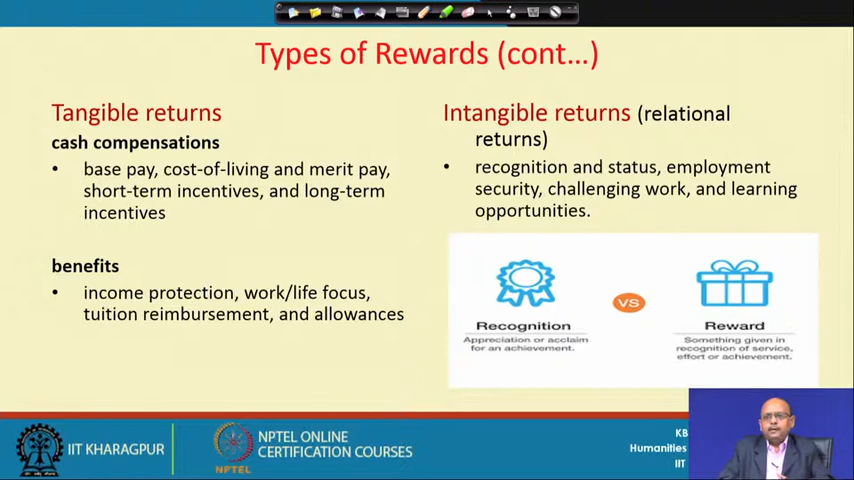 Types of Rewards (cont…)
Tangible returns
cash compensations
• base pay, cost-of-living and merit pay,
short-term incentives, and long-term
incentives
benefits
• income protection, work/life focus,
tuition reimbursement, and allowances
Intangible returns (relational
returns)
• recognition and status, employment
security, challenging work, and learning
opportunities.
Recognition
Appreciation or acclaim
for an achievement.
VS
Reward
Something given in
recognition of service,
effort or achievement.
IIT KHARAGPUR
NPTEL
NPTEL ONLINE
CERTIFICATION COURSES
KB
Humanities
IIT